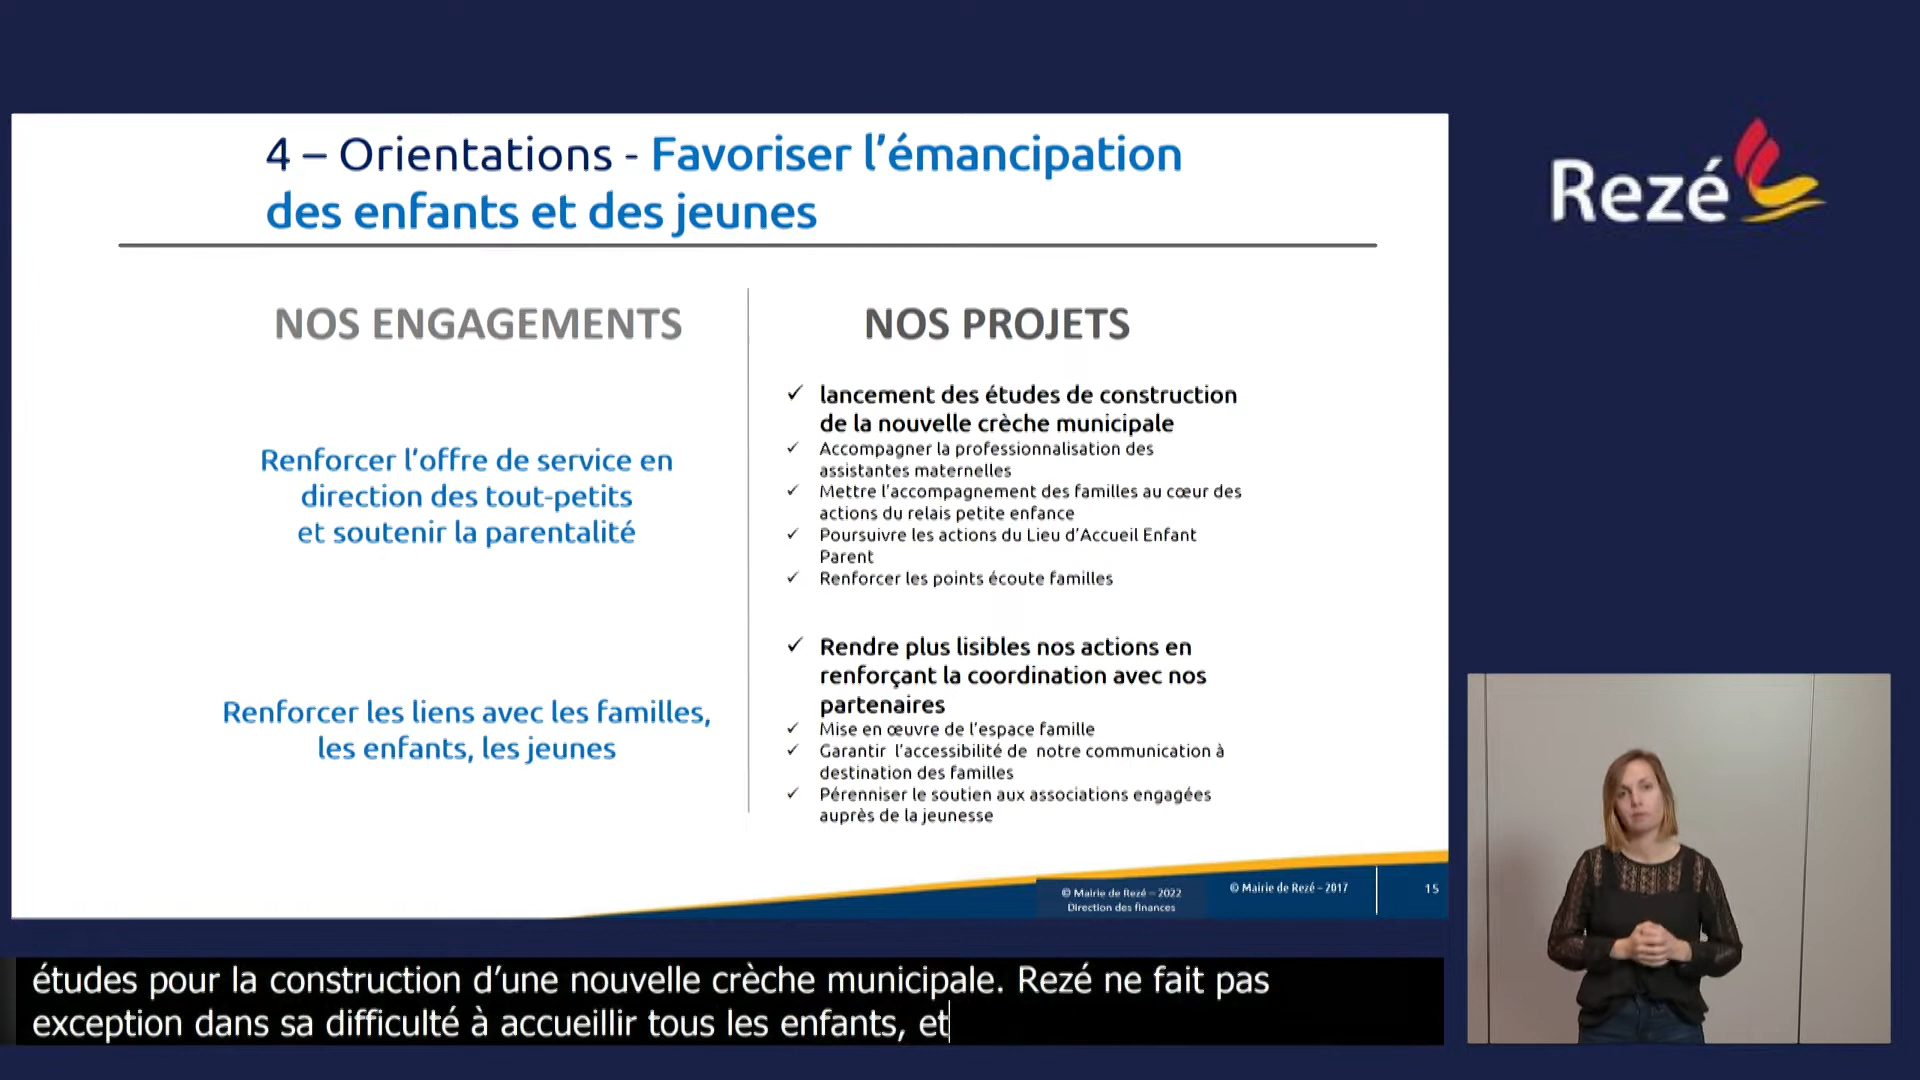 4 – Orientations - Favoriser l’émancipation
des enfants et des jeunes
Rezé
NOS ENGAGEMENTS
Renforcer l’offre de service en
direction des tout-petits
et soutenir la parentalité
Renforcer les liens avec les familles,
les enfants, les jeunes
NOS PROJETS
✓ lancement des études de construction
de la nouvelle crèche municipale
✓ Accompagner la professionnalisation des
assistantes maternelles
✓ Mettre l’accompagnement des familles au cœur des
actions du relais petite enfance
✓ Poursuivre les actions du Lieu d’Accueil Enfant
Parent
✓ Renforcer les points écoute familles
✓ Rendre plus lisibles nos actions en
renforçant la coordination avec nos
partenaires
✓ Mise en œuvre de l’espace famille
✓ Garantir l’accessibilité de notre communication à
destination des familles
✓ Pérenniser le soutien aux associations engagées
auprès de la jeunesse
© Mairie de Rezé – 2022
Direction des finances
© Mairie de Rezé – 2017
15
études pour la construction d’une nouvelle crèche municipale. Rezé ne fait pas
exception dans sa difficulté à accueillir tous les enfants, et